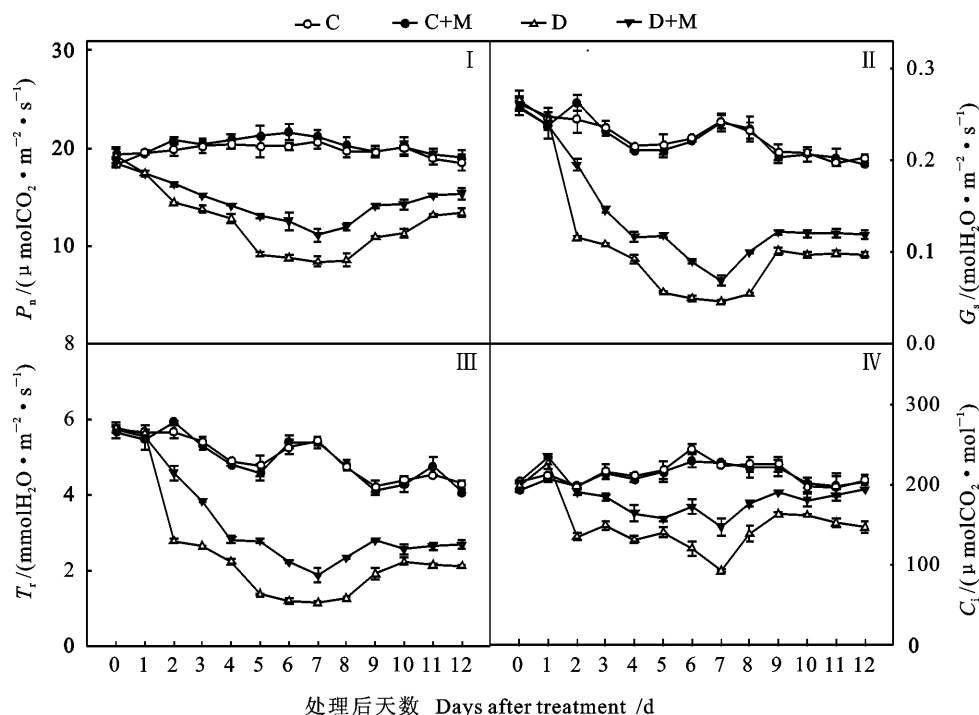 C C+M D D+M
I
II
30
20
10
8
Pn/(μ molCO2 • m−2 • s−1)
0.3
0.2
0.1
0.0
Gs/(molH2O • m−2 • s−1)
III
IV
6
4
2
0
Tr/(mmolH2O • m−2 • s−1)
300
200
100
0
Ci/(μ molCO2 • mol−1)
0 1 2 3 4 5 6 7 8 9 10 11 12
0 1 2 3 4 5 6 7 8 9 10 11 12
处理后天数 Days after treatment /d